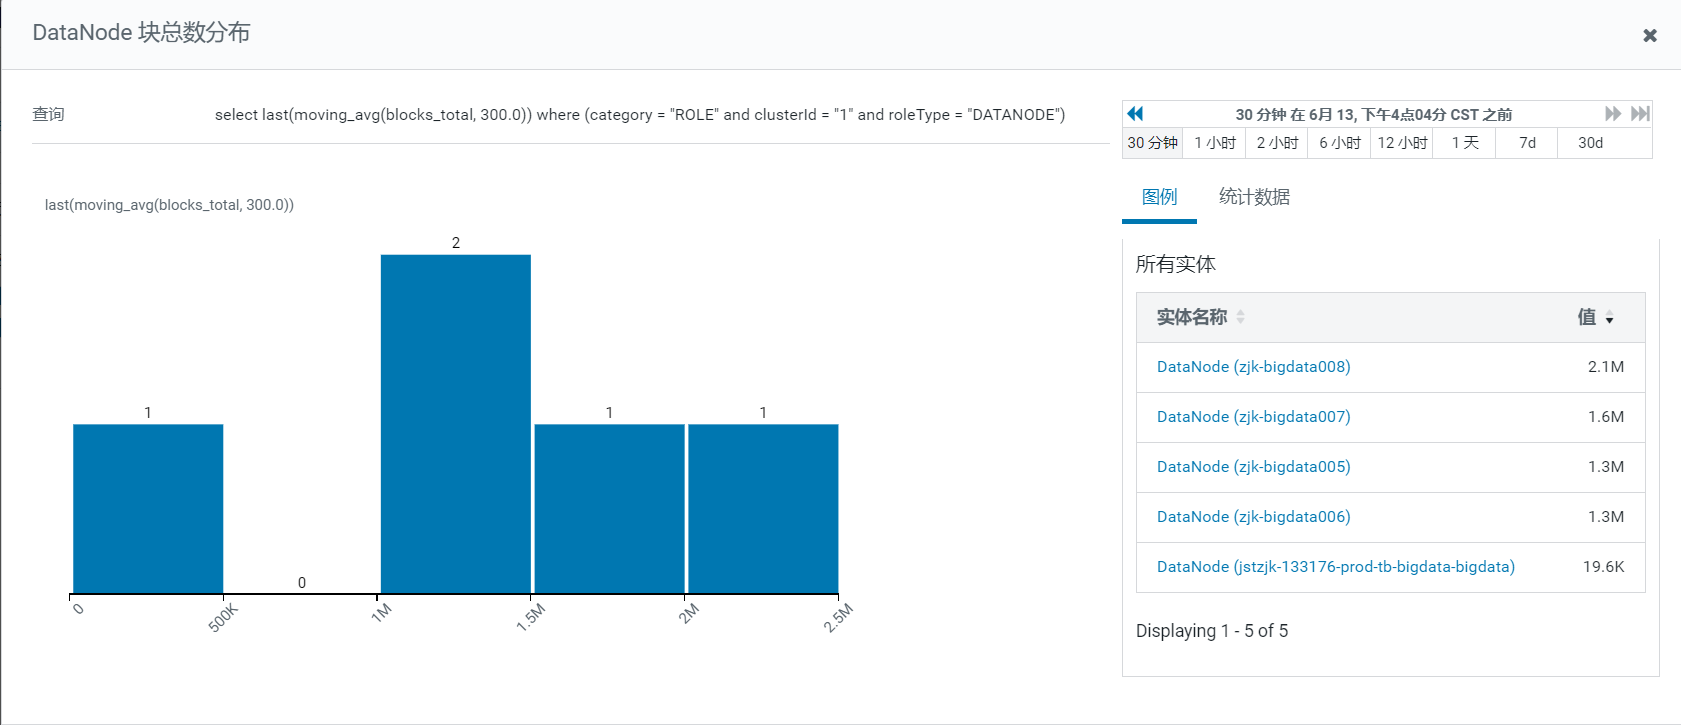 DataNode 块总数分布
查询
select last(moving_avg(blocks_total, 300.0)) where (category = "ROLE" and clusterId = "1" and roleType = "DATANODE")
30 分钟 在 6月 13, 下午4点04分 CST 之前
30 分钟 1 小时 2 小时 6 小时 12 小时 1 天 7d 30d
图例 统计数据
last(moving_avg(blocks_total, 300.0))
1
0
2
1
1
0 500K 1M 1.5M 2M 2.5M
所有实体
实体名称 值
DataNode (zjk-bigdata008) 2.1M
DataNode (zjk-bigdata007) 1.6M
DataNode (zjk-bigdata005) 1.3M
DataNode (zjk-bigdata006) 1.3M
DataNode (jstzjk-133176-prod-tb-bigdata-bigdata) 19.6K
Displaying 1 - 5 of 5